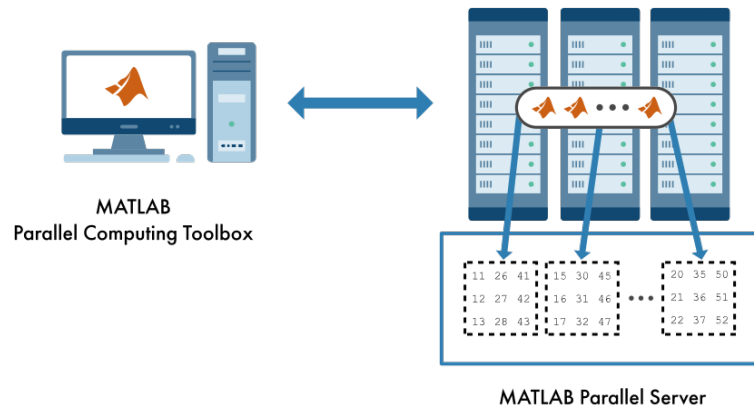 MATLAB
Parallel Computing Toolbox
11 26 41
12 27 42
13 28 43
15 30 45
16 31 46
17 32 47
20 35 50
21 36 51
22 37 52
MATLAB Parallel Server